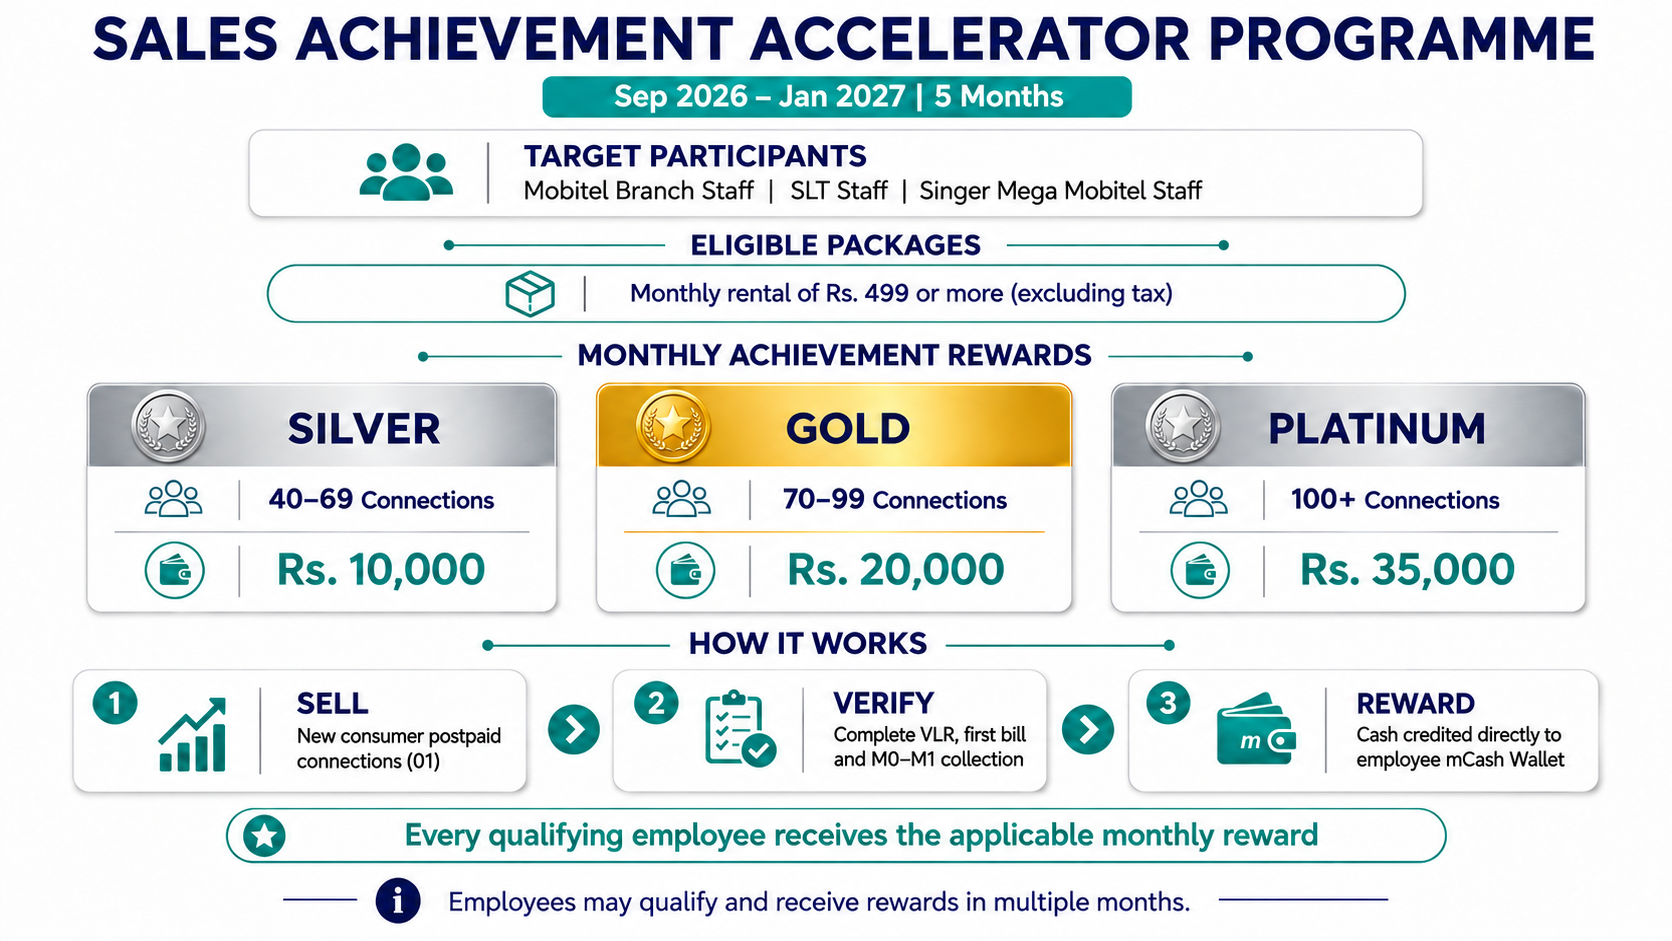 SALES ACHIEVEMENT ACCELERATOR PROGRAMME
Sep 2026 – Jan 2027 | 5 Months
TARGET PARTICIPANTS
Mobitel Branch Staff | SLT Staff | Singer Mega Mobitel Staff
ELIGIBLE PACKAGES
Monthly rental of Rs. 499 or more (excluding tax)
MONTHLY ACHIEVEMENT REWARDS
SILVER
40–69 Connections
Rs. 10,000
GOLD
70–99 Connections
Rs. 20,000
PLATINUM
100+ Connections
Rs. 35,000
HOW IT WORKS
1
SELL
New consumer postpaid
connections (01)
2
VERIFY
Complete VLR, first bill
and M0–M1 collection
3
m
REWARD
Cash credited directly to
employee mCash Wallet
Every qualifying employee receives the applicable monthly reward
i
Employees may qualify and receive rewards in multiple months.